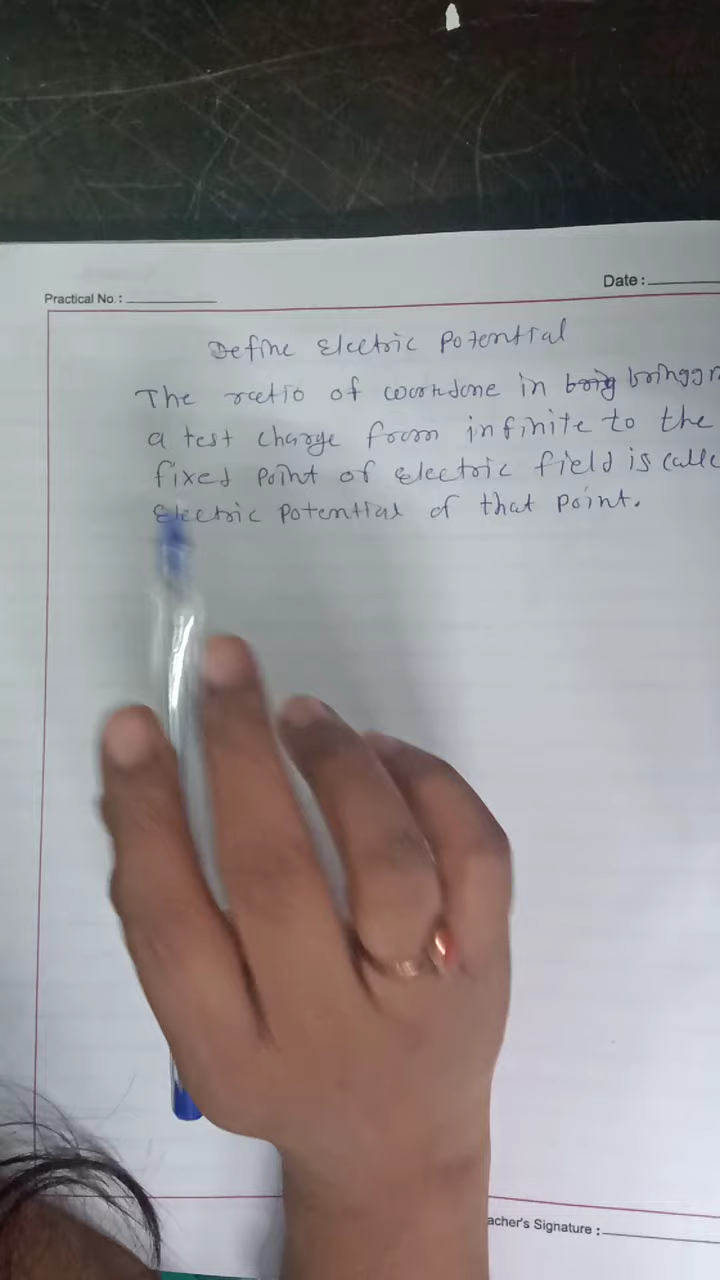 Practical No. :
Date :
Define Electric Potential
The ratio of workdone in bringg
a test charge from infinite to the
fixed point of electric field is calle
Electric Potential of that point.
acher's Signature :